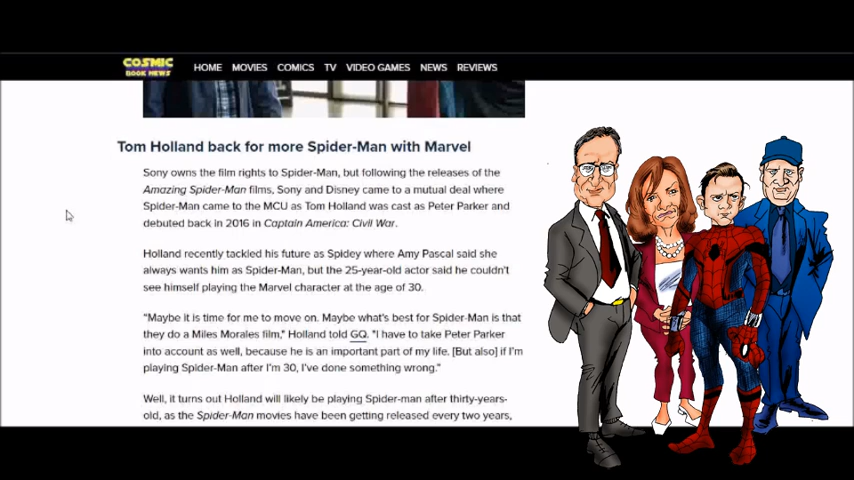 COSMIC
BOOK NEWS
HOME MOVIES COMICS TV VIDEO GAMES NEWS REVIEWS
Tom Holland back for more Spider-Man with Marvel
Sony owns the film rights to Spider-Man, but following the releases of the
Amazing Spider-Man films, Sony and Disney came to a mutual deal where
Spider-Man came to the MCU as Tom Holland was cast as Peter Parker and
debuted back in 2016 in Captain America: Civil War.
Holland recently tackled his future as Spidey where Amy Pascal said she
always wants him as Spider-Man, but the 25-year-old actor said he couldn't
see himself playing the Marvel character at the age of 30.
"Maybe it is time for me to move on. Maybe what's best for Spider-Man is that
they do a Miles Morales film," Holland told GQ. "I have to take Peter Parker
into account as well, because he is an important part of my life. [But also] if I'm
playing Spider-Man after I'm 30, I've done something wrong."
Well, it turns out Holland will likely be playing Spider-man after thirty-years-
old, as the Spider-Man movies have been getting released every two years,